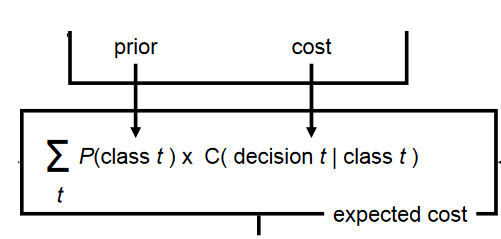 prior cost
∑ P(class t ) x C( decision t | class t )
t
expected cost